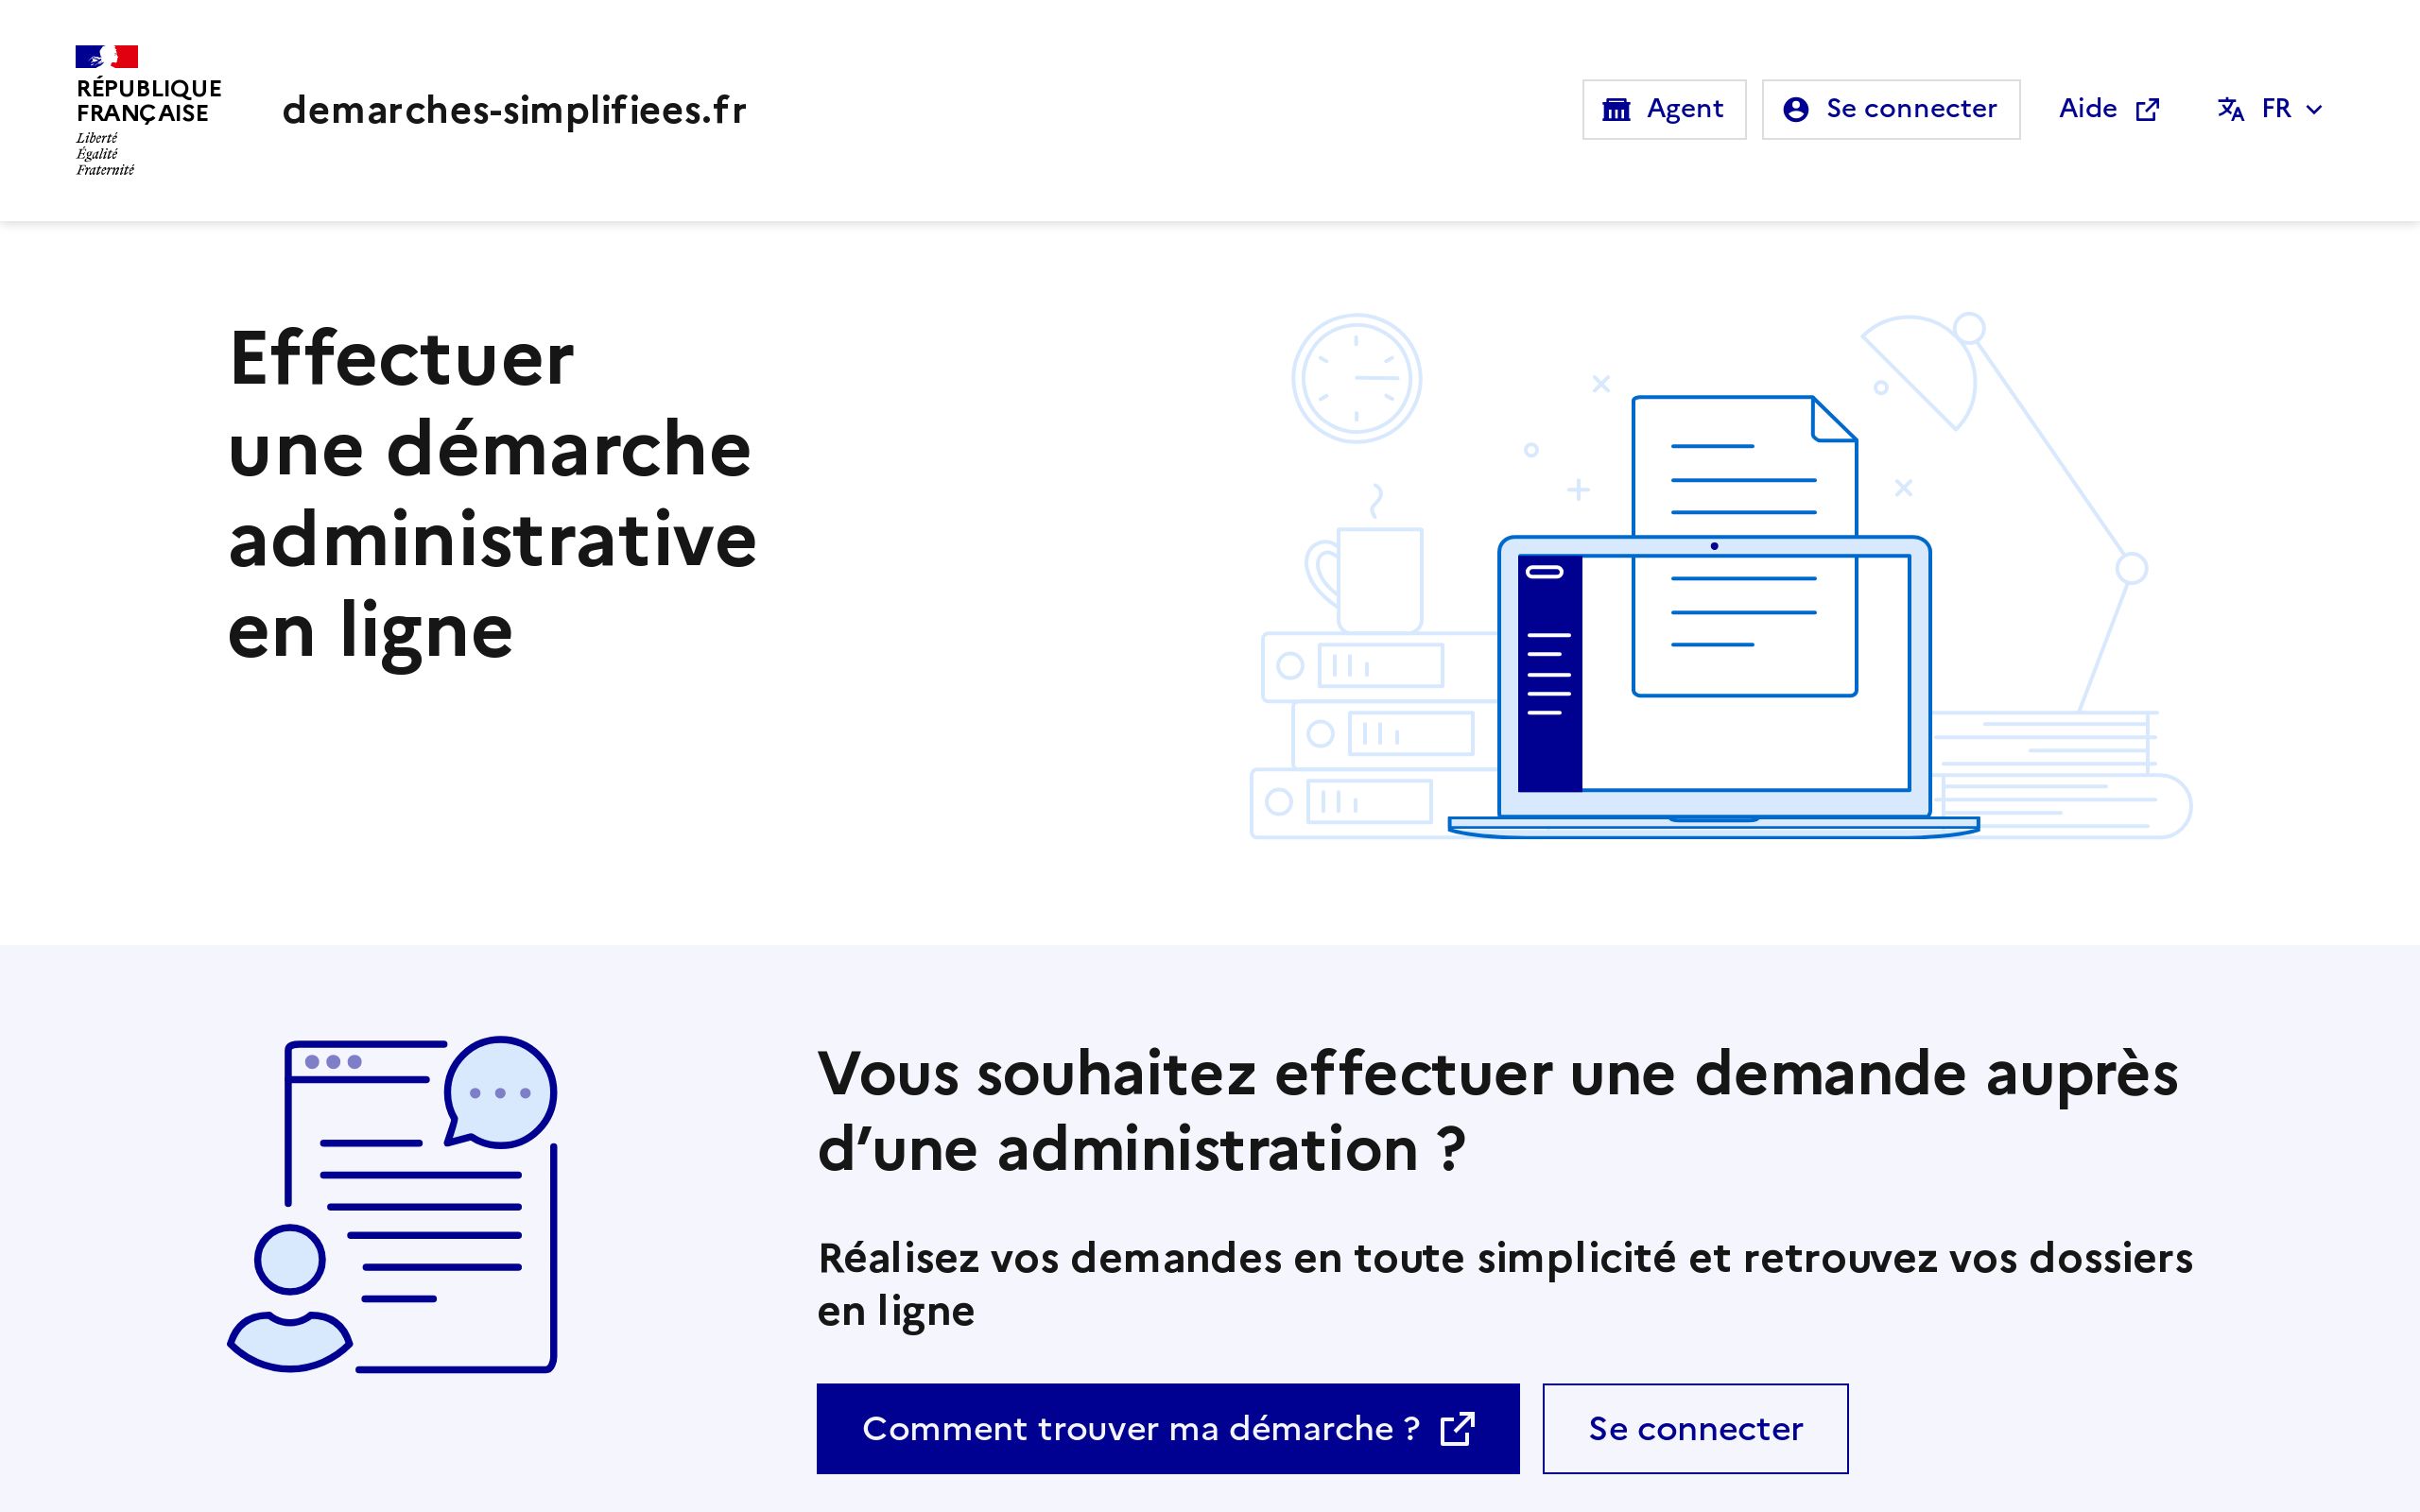 RÉPUBLIQUE
FRANÇAISE
Liberté
Égalité
Fraternité
demarches-simplifiees.fr
Agent
Se connecter
Aide
FR
Effectuer
une démarche
administrative
en ligne
Vous souhaitez effectuer une demande auprès
d’une administration ?
Réalisez vos demandes en toute simplicité et retrouvez vos dossiers
en ligne
Comment trouver ma démarche ?
Se connecter